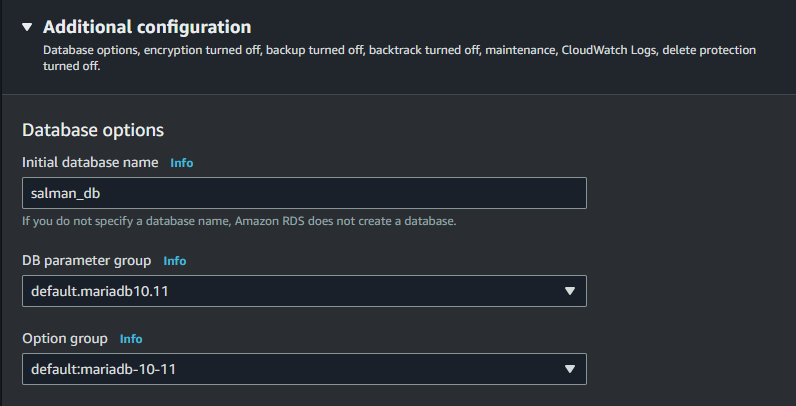 Additional configuration
Database options, encryption turned off, backup turned off, backtrack turned off, maintenance, CloudWatch Logs, delete protection
turned off.
Database options
Initial database name Info
salman_db
If you do not specify a database name, Amazon RDS does not create a database.
DB parameter group Info
default.mariadb10.11
Option group Info
default:mariadb-10-11